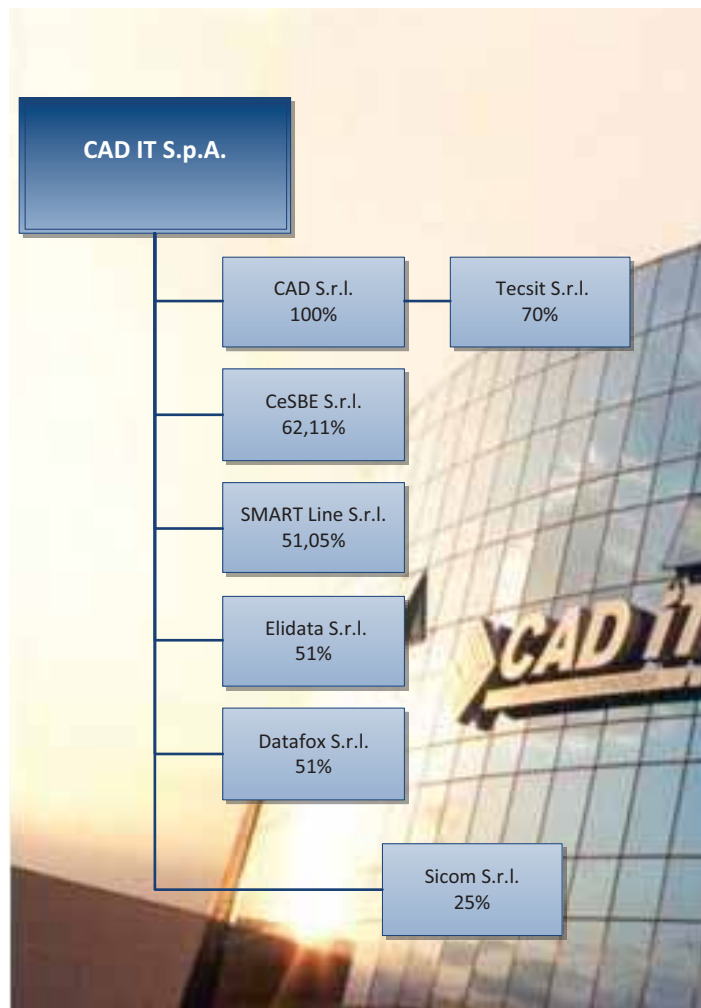 CAD IT S.p.A.
CAD S.r.l.
100%
Tecsit S.r.l.
70%
CeSBE S.r.l.
62,11%
SMART Line S.r.l.
51,05%
Elidata S.r.l.
51%
CAD iT
Datafox S.r.l.
51%
Sicom S.r.l.
25%